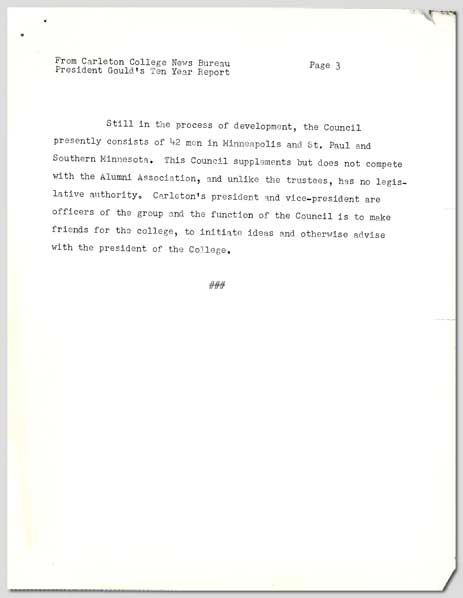 From Carleton College News Bureau Page 3
President Gould's Ten Year Report
Still in the process of development, the Council
presently consists of 42 men in Minneapolis and St. Paul and
Southern Minnesota. This Council supplements but does not compete
with the Alumni Association, and unlike the trustees, has no legis-
lative authority. Carleton's president and vice-president are
officers of the group and the function of the Council is to make
friends for the college, to initiate ideas and otherwise advise
with the president of the College.
###